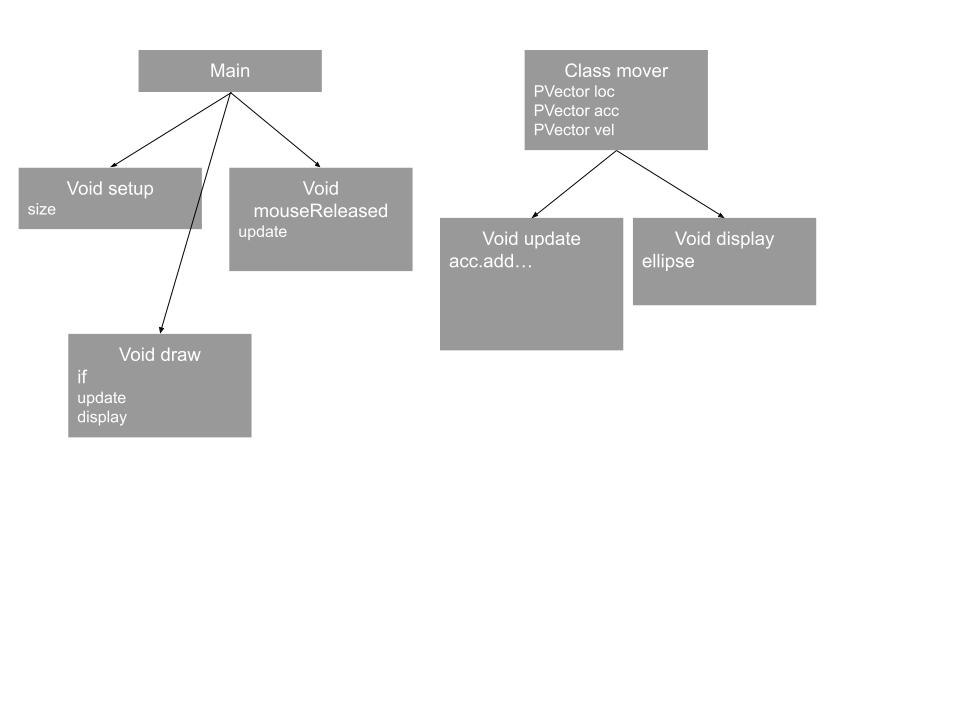 Main
Class mover
PVector loc
PVector acc
PVector vel
Void setup
size
Void
mouseReleased
update
Void update
acc.add…
Void display
ellipse
Void draw
if
update
display